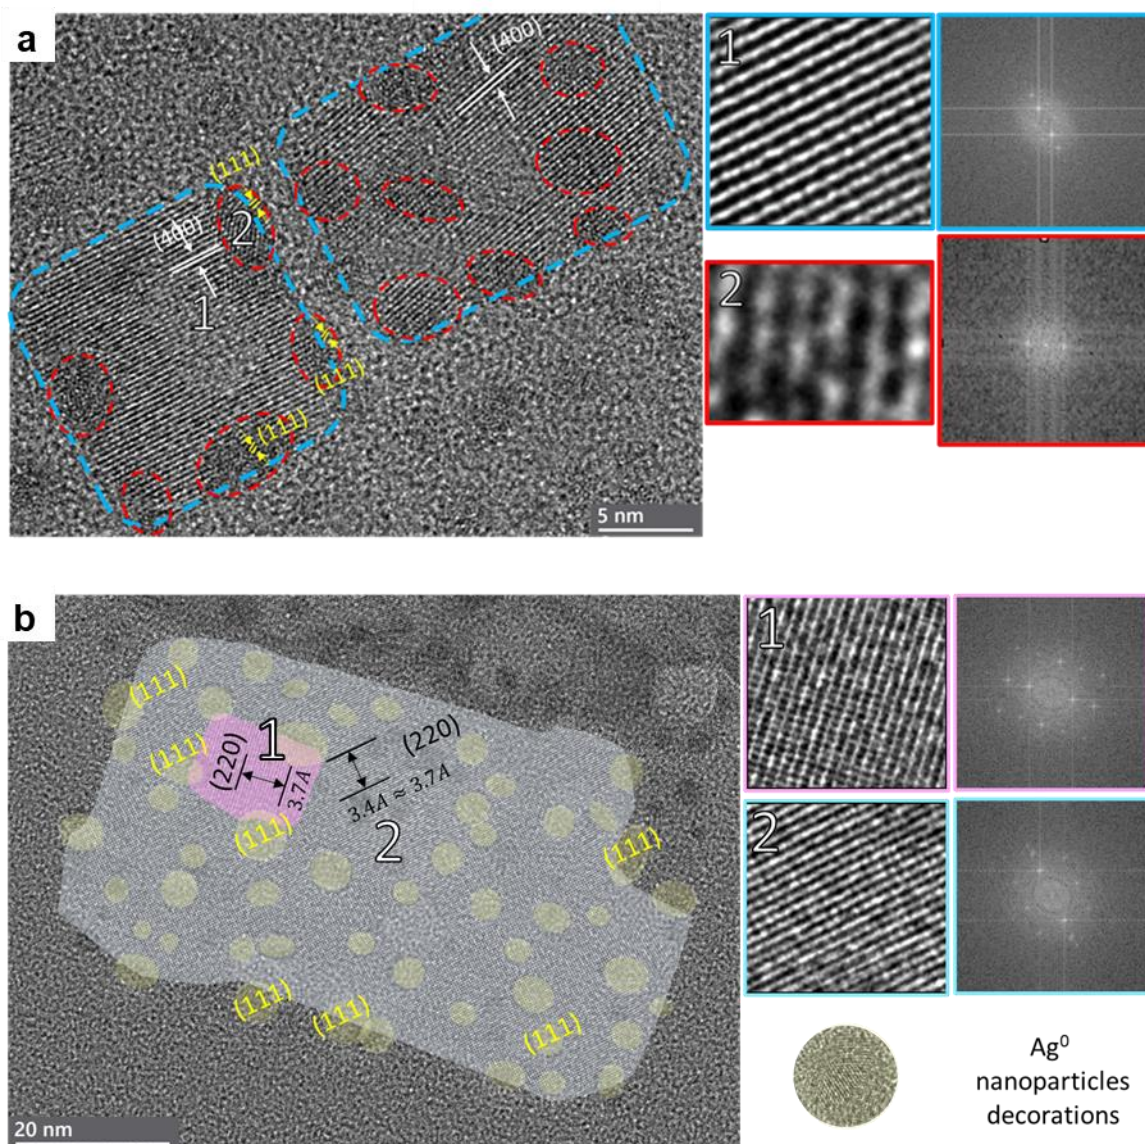 a
(400)
(111)
2
(400)
1
(111)
(111)
5 nm
1
2
b
(111)
1
(220)
(111)
(220)
3.7A
3.4A ≈ 3.7A
(111)
2
(111)
(111)
(111)
(111)
20 nm
1
2
Ag⁰
nanoparticles
decorations